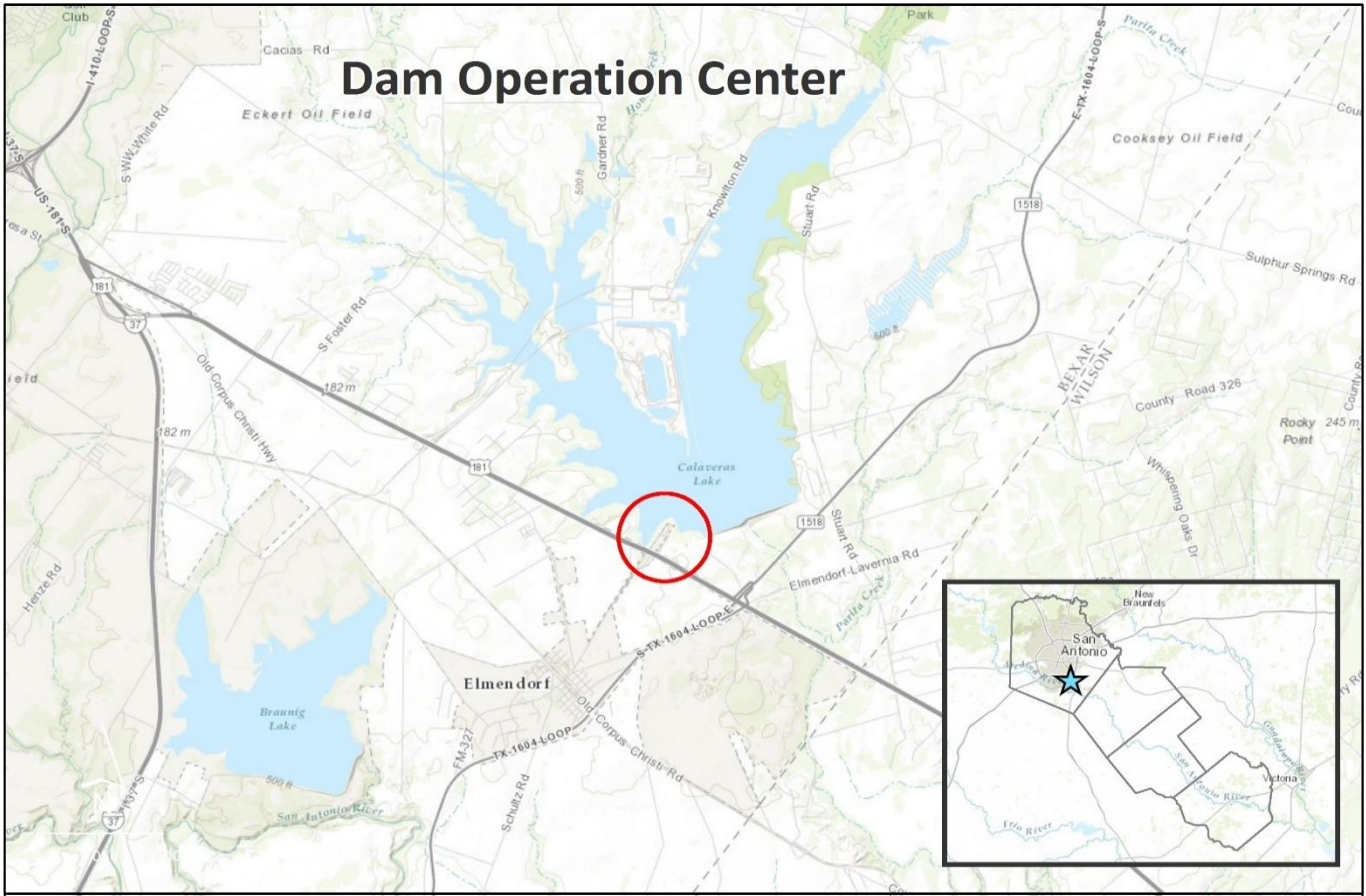 Club
Park
Parita Creek
Cacias Rd
I-410-LOOP-S
Dam Operation Center
E-TX-1604-LOOP-S
Eckert Oil Field
Gardner Rd
Cooksey Oil Field
S-WW-White Rd
500 ft
Knowlton Rd
Stuart Rd
1518
US-181-S
Sulphur Springs Rd
181
37
S Foster Rd
500 ft
BEXAR
WILSON
Old Corpus Christi Hwy
182 m
County Road 326
182 m
Rocky Point
245 m
181
Calaveras
Lake
Whispering Oaks Dr
1518
Stuart Rd
Elmendorf-Lavernia Rd
Henze Rd
Parita Creek
S-TX-1604-LOOP-E
Elmendorf
Braunig
Lake
Old Corpus Christi Rd
FM-327
TX-1604-LOOP
500 ft
Schultz Rd
San Antonio River
I-37-S
37
New
Braunfels
San
Antonio
Medina River
Guadalupe River
San Antonio River
Victoria